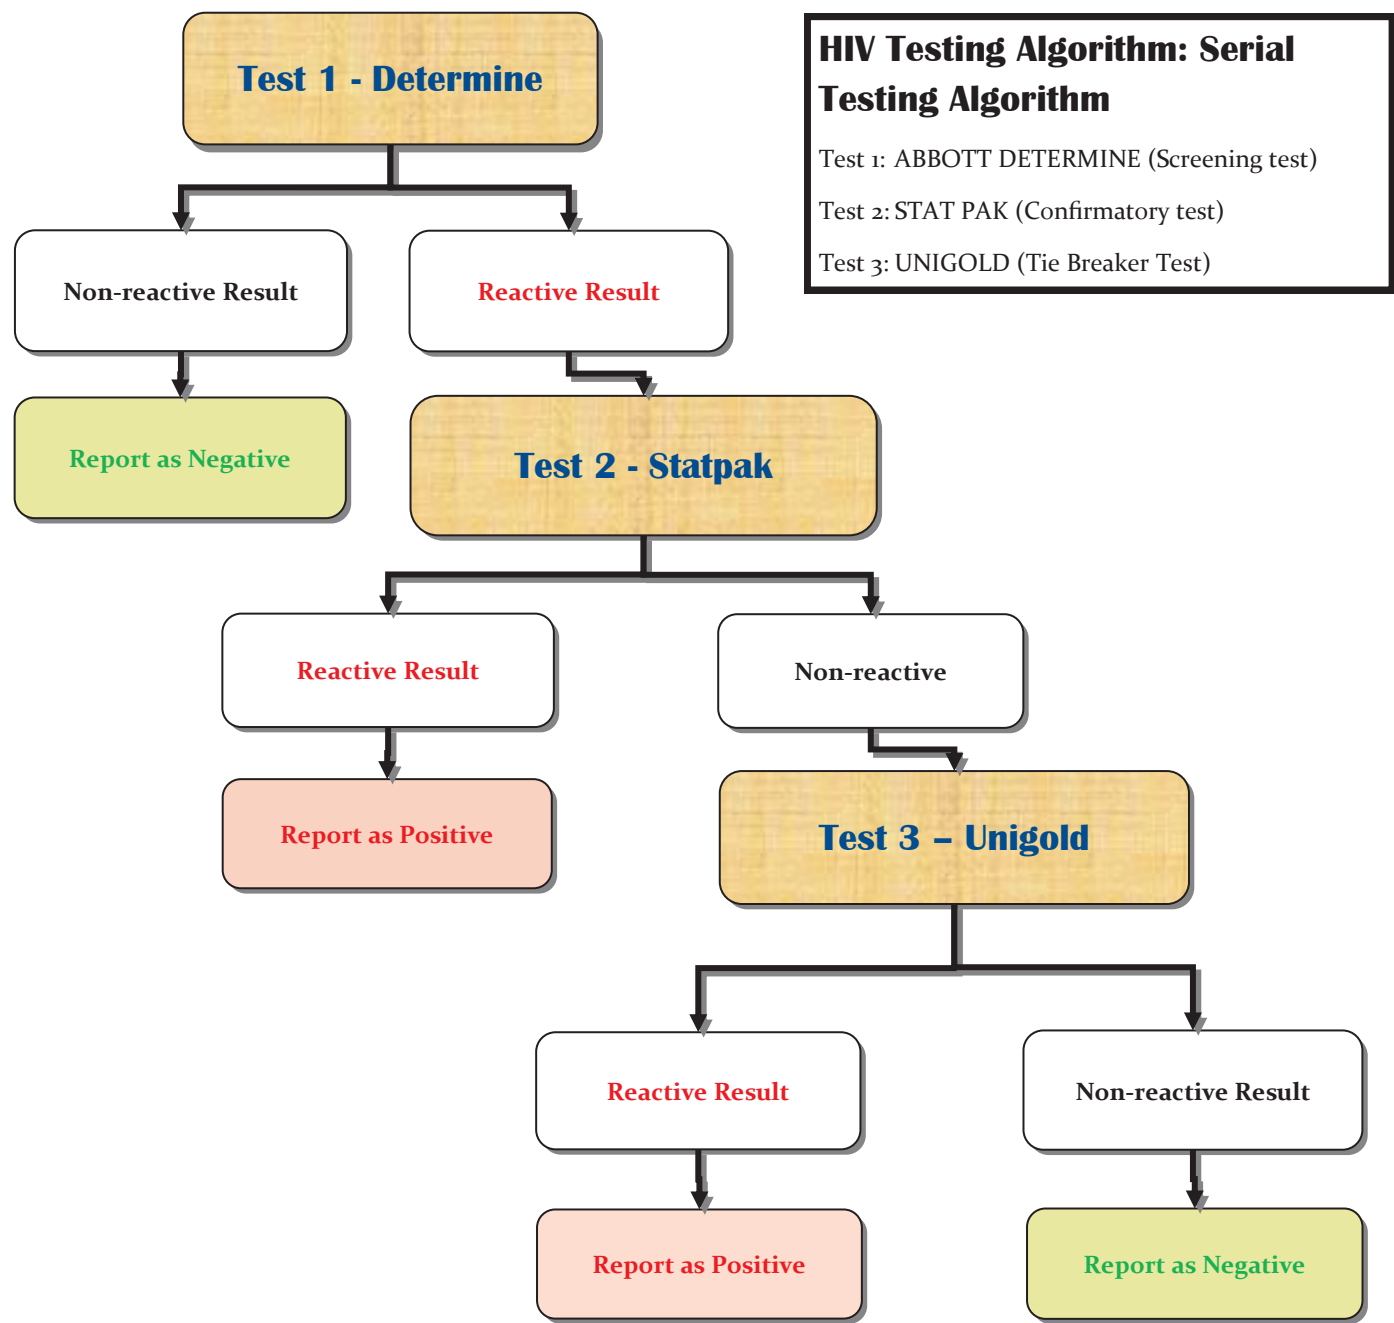 Test 1 - Determine
HIV Testing Algorithm: Serial
Testing Algorithm
Test 1: ABBOTT DETERMINE (Screening test)
Test 2: STAT PAK (Confirmatory test)
Test 3: UNIGOLD (Tie Breaker Test)
Non-reactive Result
Reactive Result
Report as Negative
Test 2 - Statpak
Reactive Result
Non-reactive
Report as Positive
Test 3 – Unigold
Reactive Result
Non-reactive Result
Report as Positive
Report as Negative